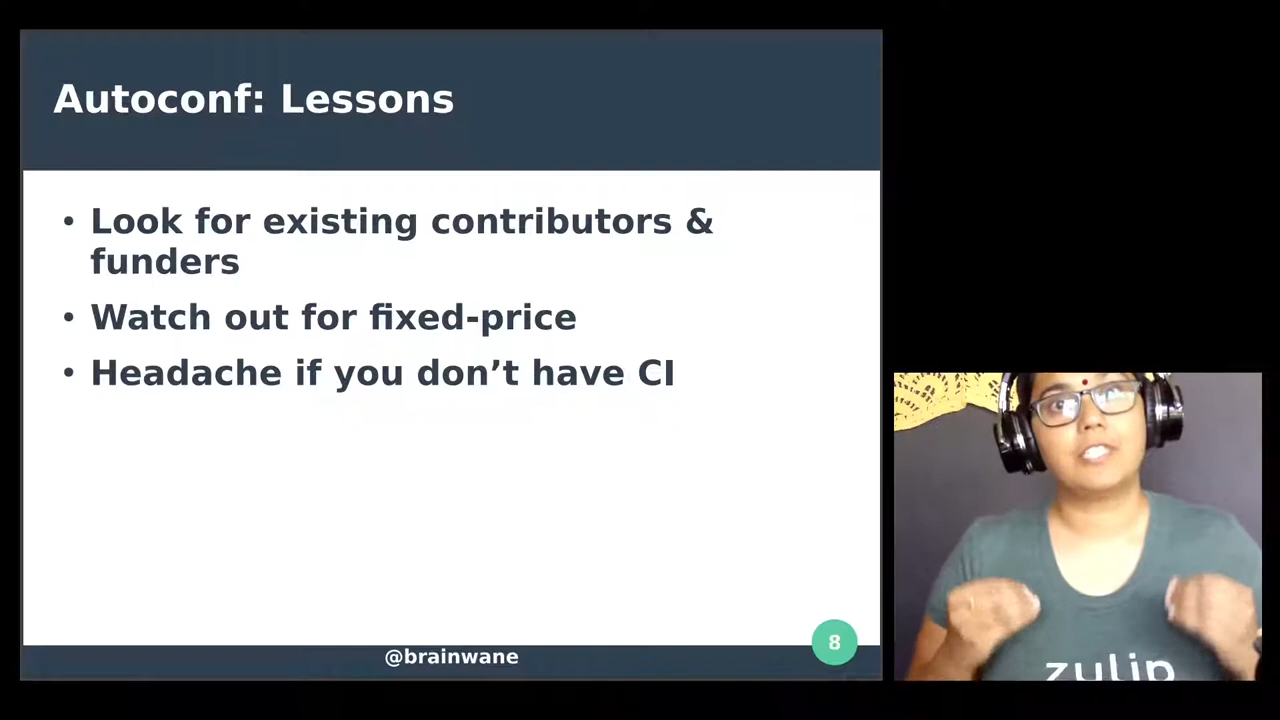 Autoconf: Lessons
• Look for existing contributors &
funders
• Watch out for fixed-price
• Headache if you don’t have CI
8
@brainwane
zulip